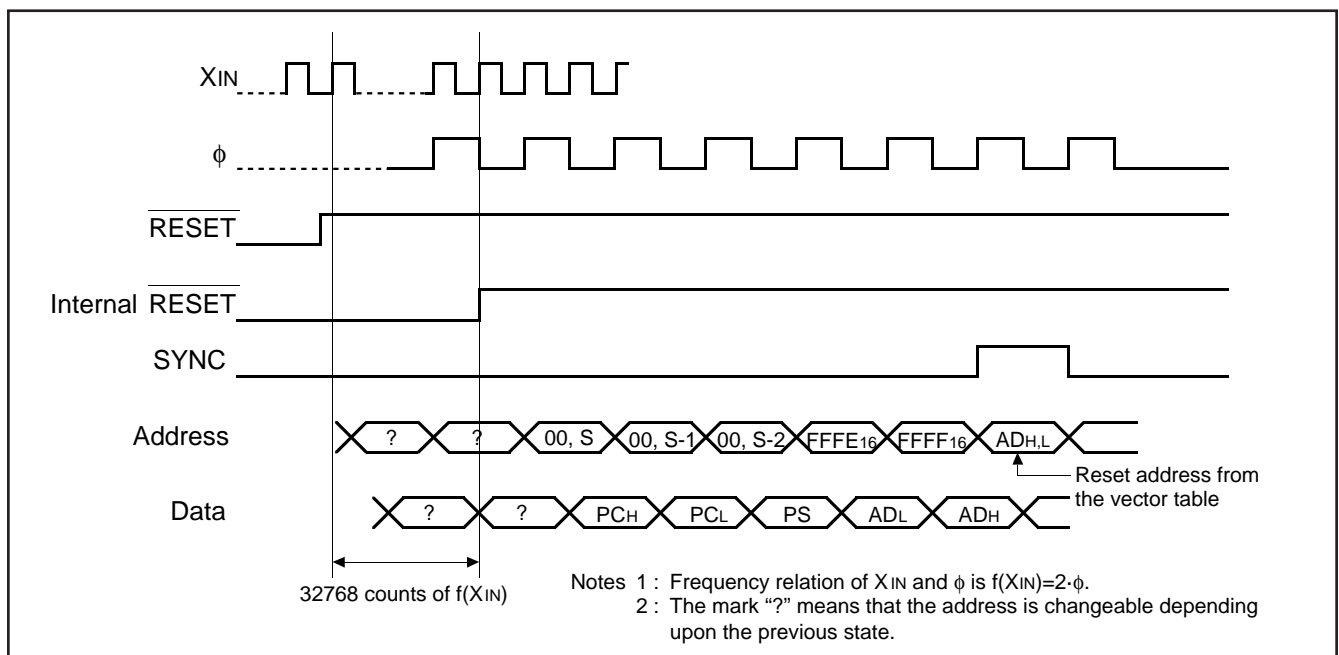 XIN
ϕ
RESET
Internal RESET
SYNC
Address ? ? 00, S 00, S-1 00, S-2 FFFE16 FFFF16 ADH,L
Reset address from
the vector table
Data ? ? PCH PCL PS ADL ADH
32768 counts of f(XIN)
Notes 1 : Frequency relation of XIN and ϕ is f(XIN)=2·ϕ.
2 : The mark “?” means that the address is changeable depending
upon the previous state.